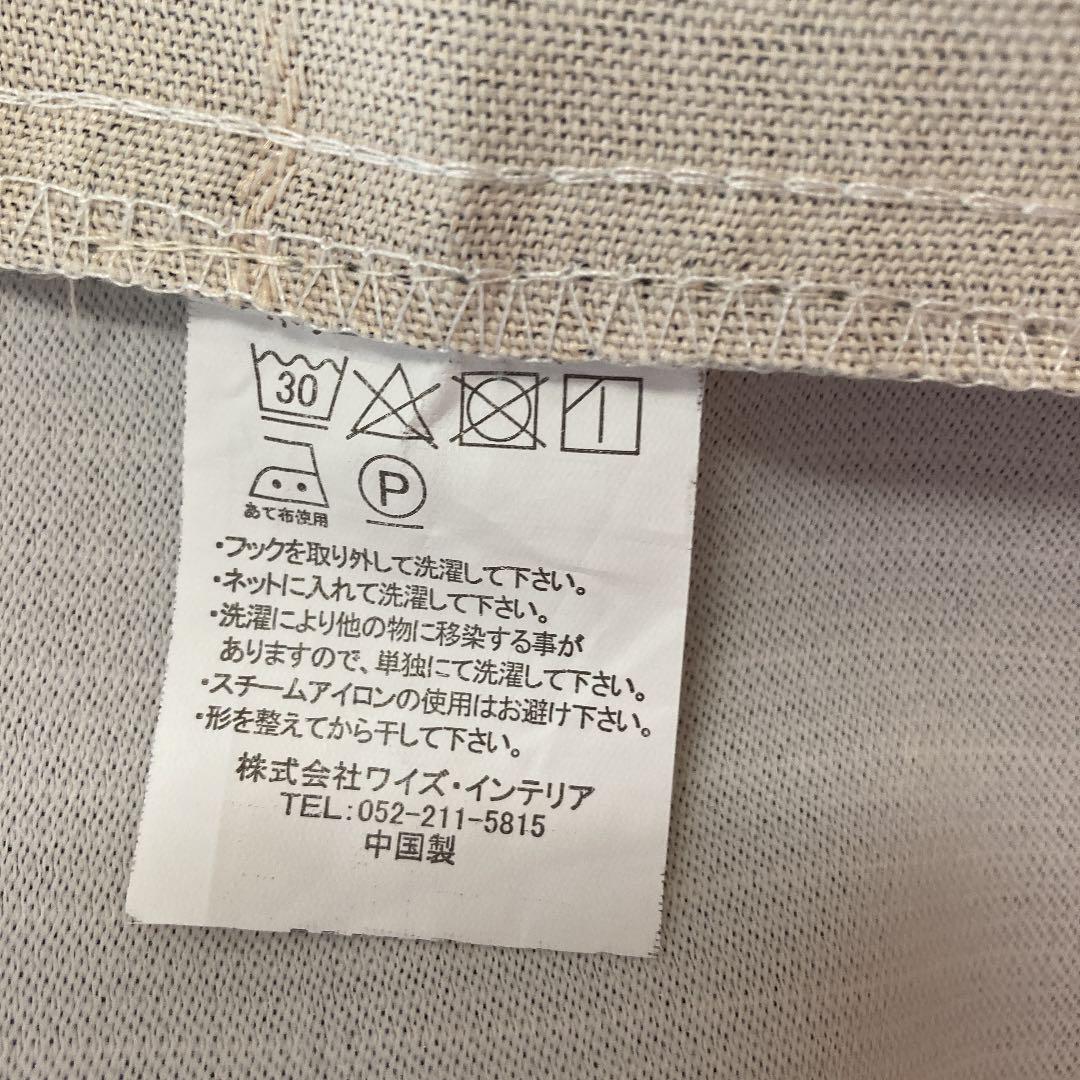 30
P
あて布使用
・フックを取り外して洗濯して下さい。
・ネットに入れて洗濯して下さい。
・洗濯により他の物に移染する事が
ありますので、単独にて洗濯して下さい。
・スチームアイロンの使用はお避け下さい。
・形を整えてから干して下さい。
株式会社ワイズ・インテリア
TEL:052-211-5815
中国製